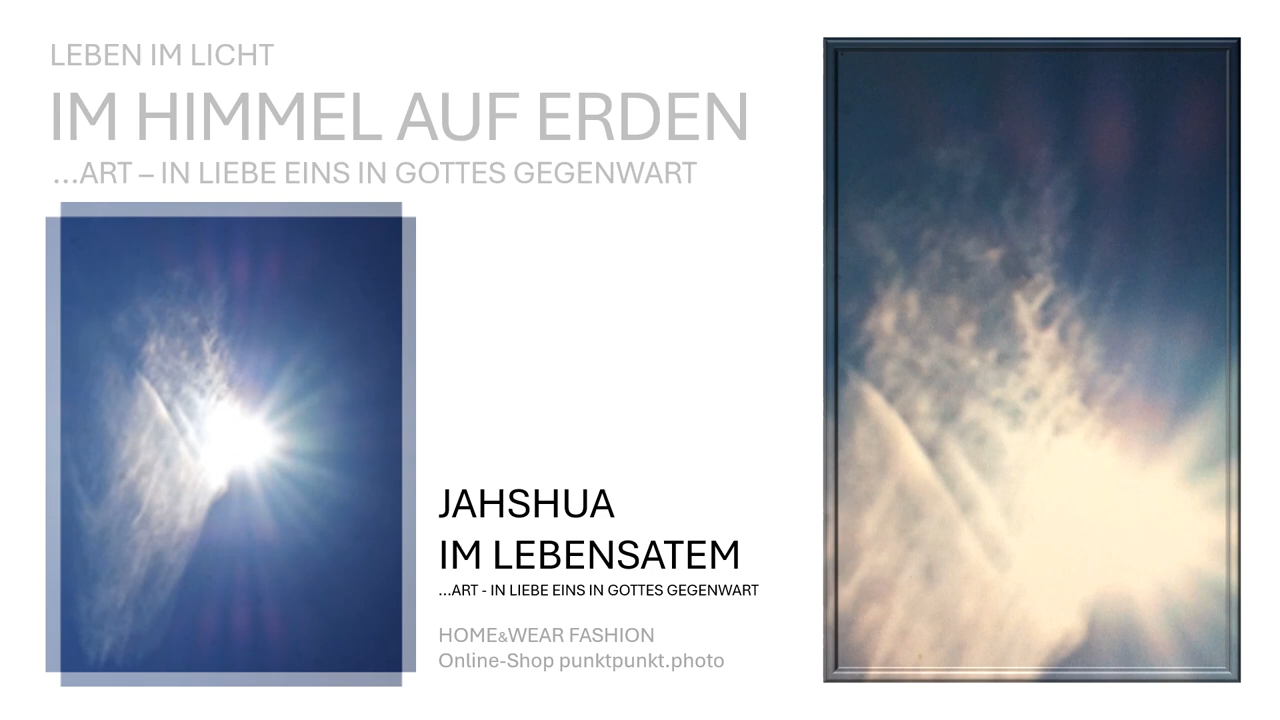 LEBEN IM LICHT
IM HIMMEL AUF ERDEN
...ART – IN LIEBE EINS IN GOTTES GEGENWART
JAHSHUA
IM LEBENSATEM
...ART - IN LIEBE EINS IN GOTTES GEGENWART
HOME&WEAR FASHION
Online-Shop punktpunkt.photo